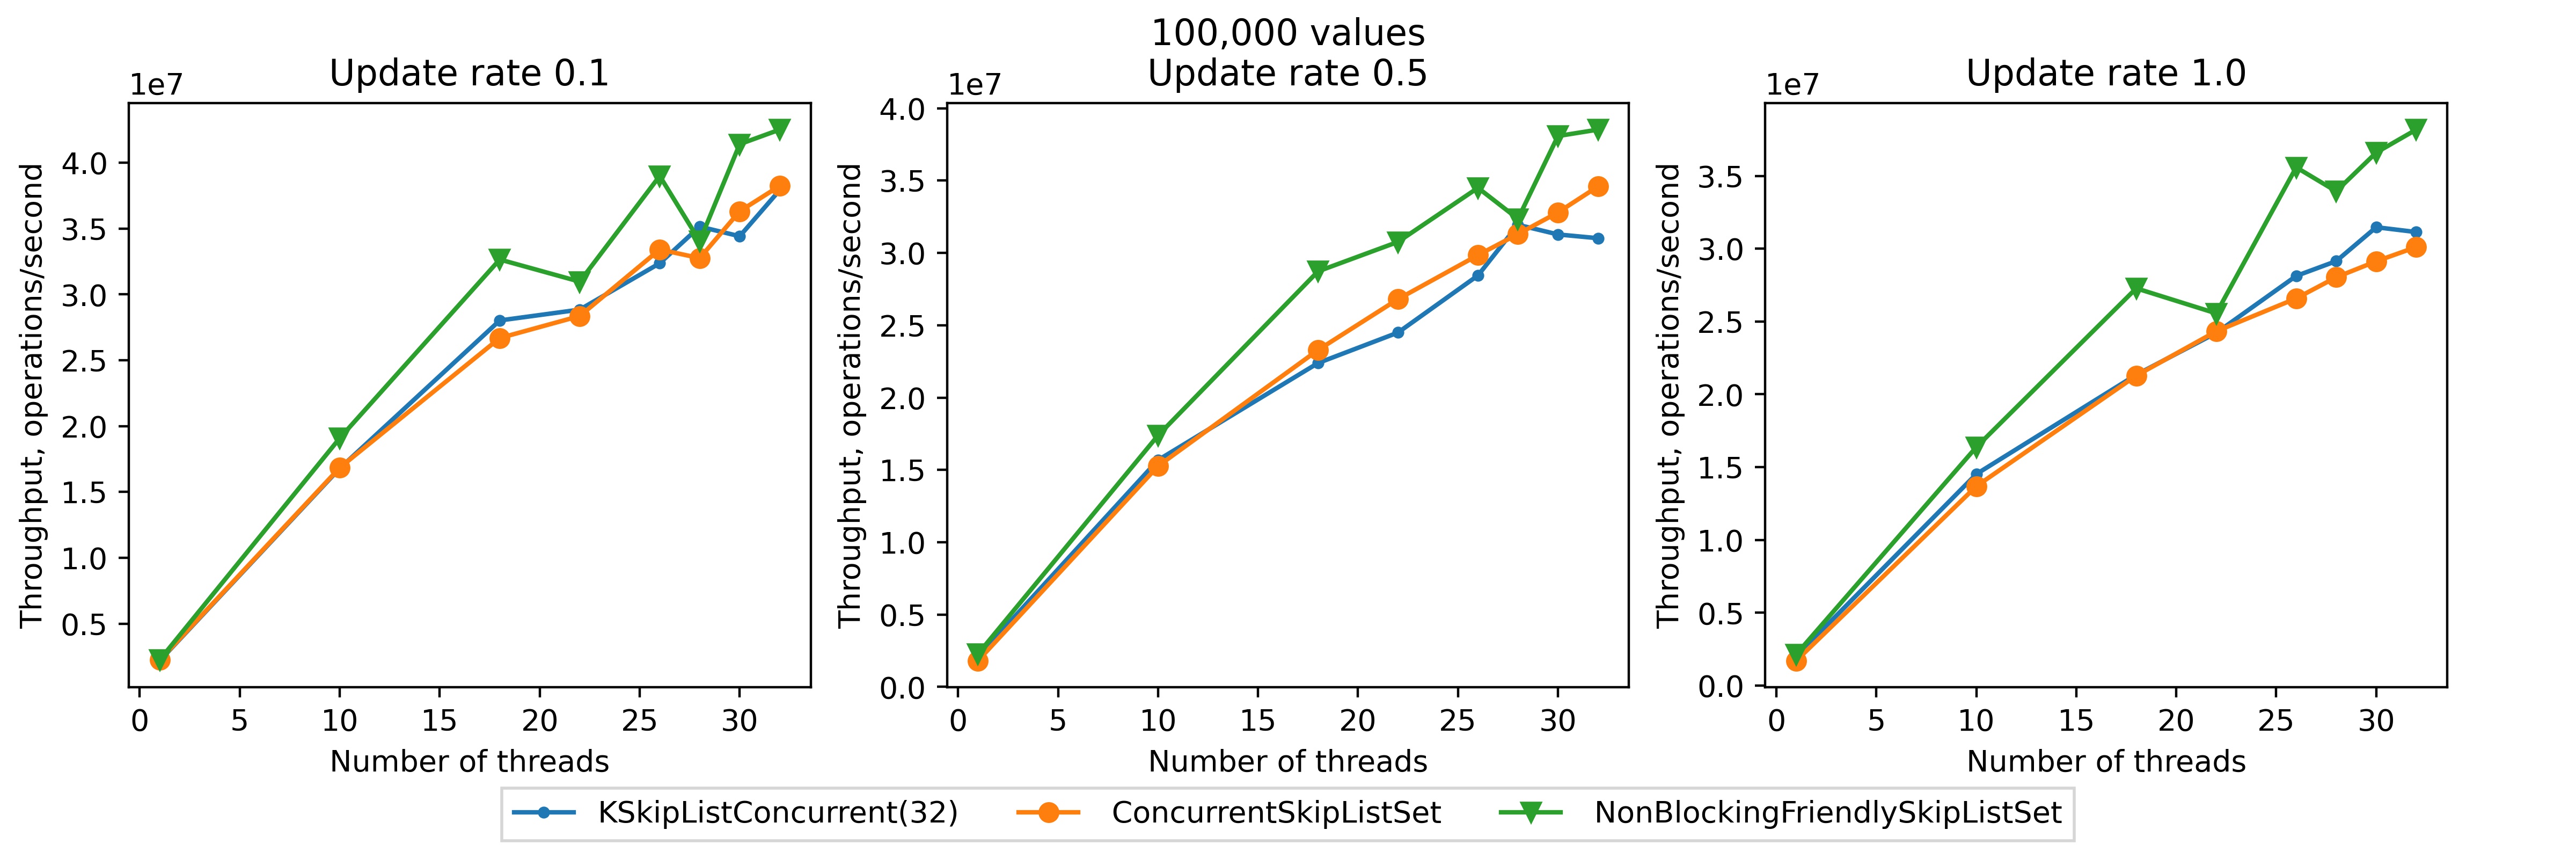 100,000 values
Update rate 0.1
Update rate 0.5
Update rate 1.0
1e7
Throughput, operations/second
4.0
3.5
3.0
2.5
2.0
1.5
1.0
0.5
0 5 10 15 20 25 30
Number of threads
1e7
Throughput, operations/second
4.0
3.5
3.0
2.5
2.0
1.5
1.0
0.5
0.0
0 5 10 15 20 25 30
Number of threads
1e7
Throughput, operations/second
3.5
3.0
2.5
2.0
1.5
1.0
0.5
0.0
0 5 10 15 20 25 30
Number of threads
KSkipListConcurrent(32) ConcurrentSkipListSet NonBlockingFriendlySkipListSet